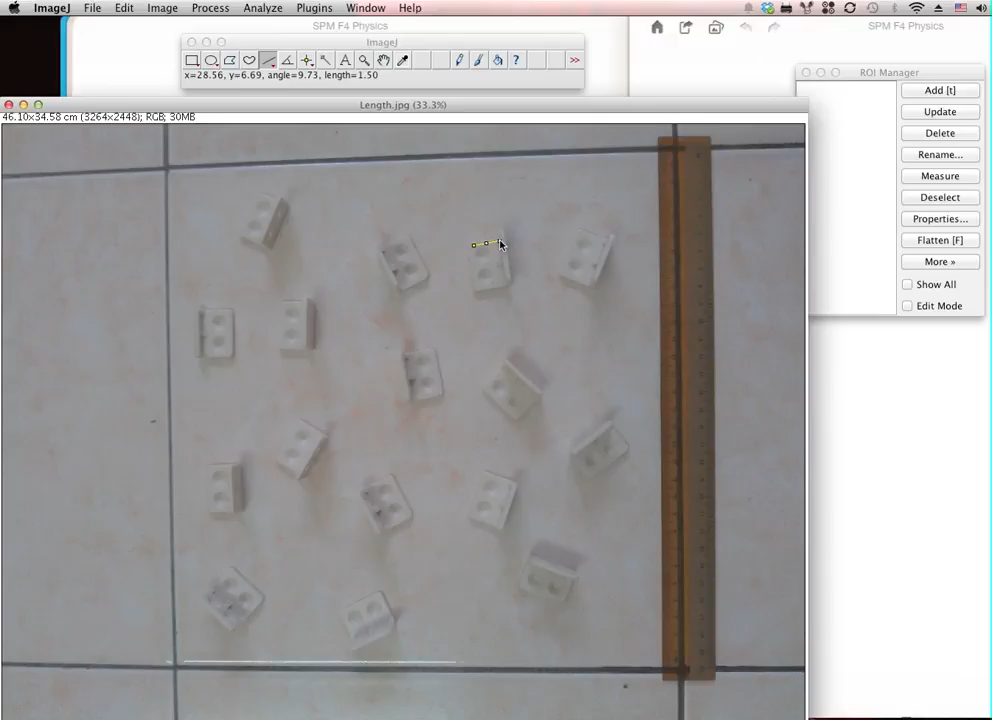 ImageJ File Edit Image Process Analyze Plugins Window Help
SPM F4 Physics
SPM F4 Physics
ImageJ
A
?
>>
x=28.56, y=6.69, angle=9.73, length=1.50
ROI Manager
Add [t]
Update
Delete
Rename...
Measure
Deselect
Properties...
Flatten [F]
More »
Show All
Edit Mode
Length.jpg (33.3%)
46.10x34.58 cm (3264x2448); RGB; 30MB